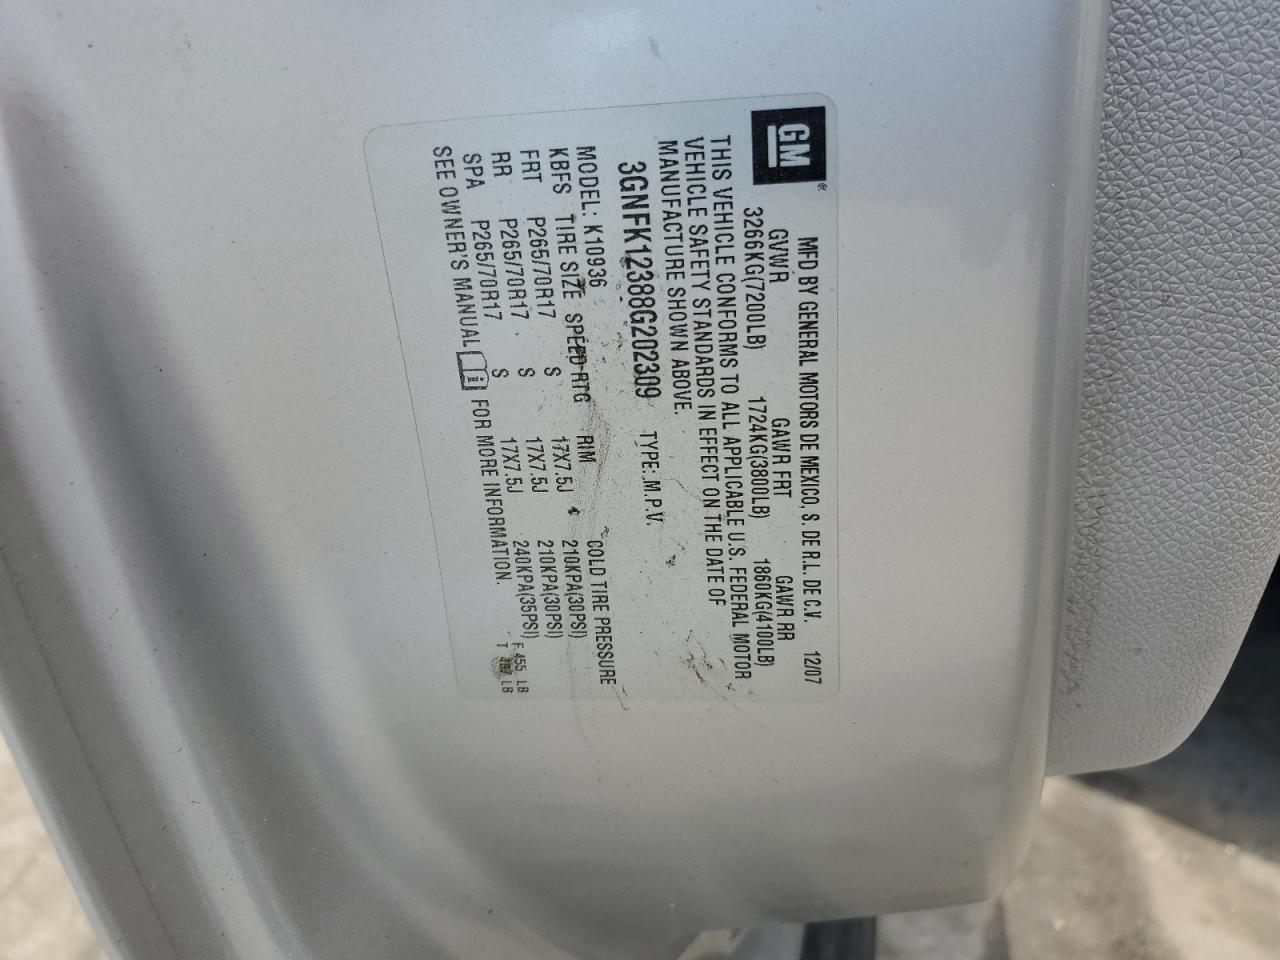 GM ®
MFD BY GENERAL MOTORS DE MEXICO, S. DE R.L. DE C.V. 12/07
GVWR GAWR FRT GAWR RR
3266KG(7200LB) 1724KG(3800LB) 1860KG(4100LB)
THIS VEHICLE CONFORMS TO ALL APPLICABLE U.S. FEDERAL MOTOR
VEHICLE SAFETY STANDARDS IN EFFECT ON THE DATE OF
MANUFACTURE SHOWN ABOVE.
3GNFK12388G202309 TYPE: M.P.V.
MODEL: K10936
KBFS TIRE SIZE SPEED RTG RIM COLD TIRE PRESSURE
FRT P265/70R17 S 17X7.5J 210KPA(30PSI)
RR P265/70R17 S 17X7.5J 210KPA(30PSI)
SPA P265/70R17 S 17X7.5J 240KPA(35PSI)
SEE OWNER'S MANUAL FOR MORE INFORMATION.
F 455 LB
T LB